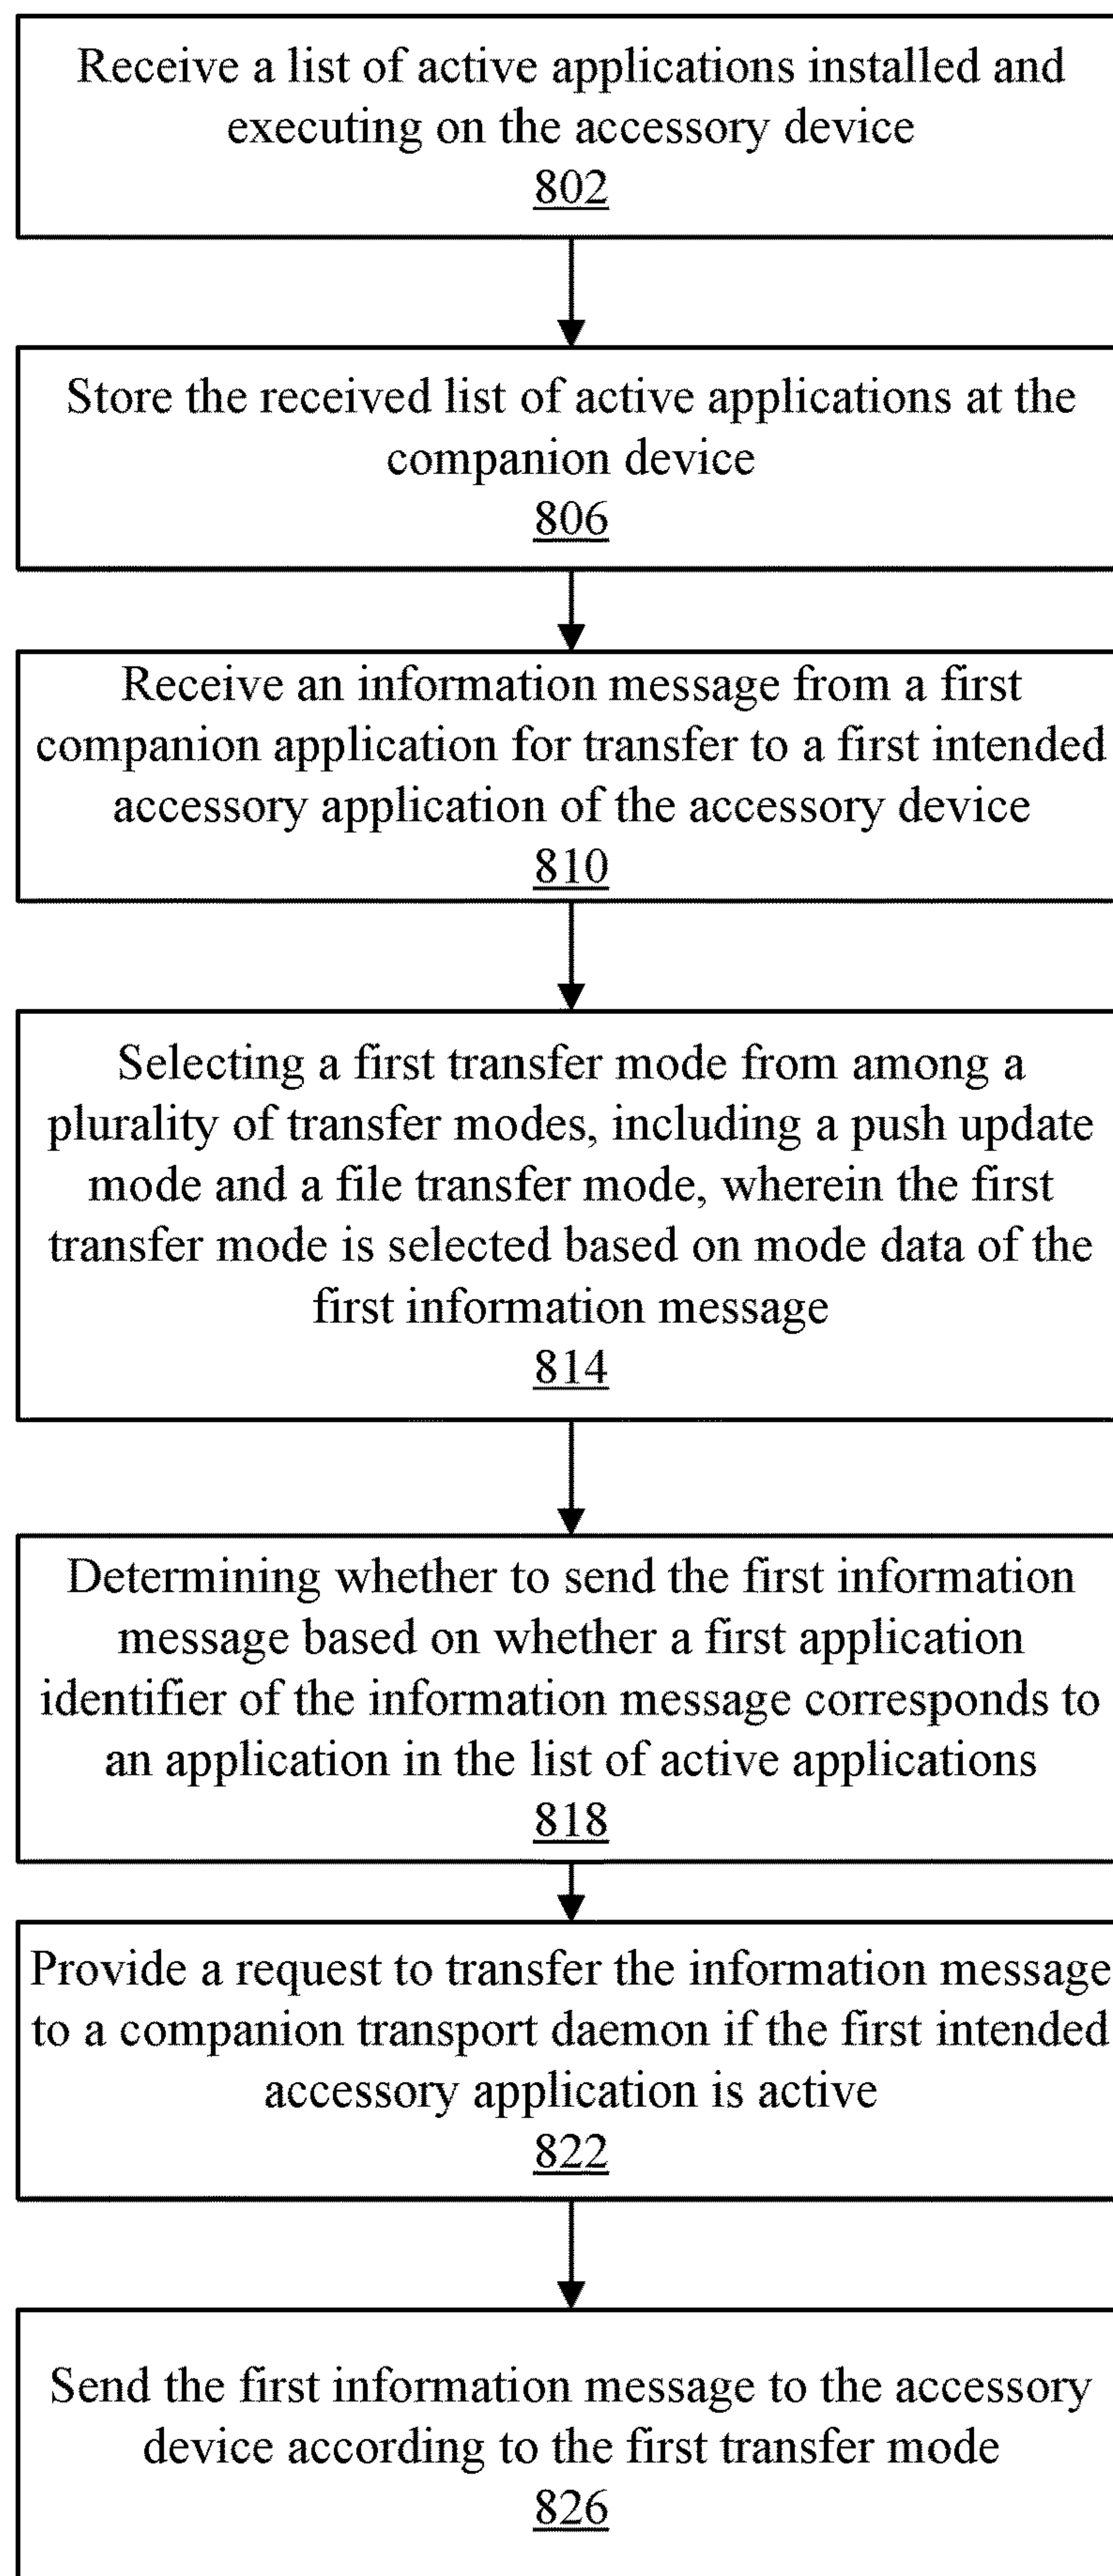 Receive a list of active applications installed and
executing on the accessory device
802
Store the received list of active applications at the
companion device
806
Receive an information message from a first
companion application for transfer to a first intended
accessory application of the accessory device
810
Selecting a first transfer mode from among a
plurality of transfer modes, including a push update
mode and a file transfer mode, wherein the first
transfer mode is selected based on mode data of the
first information message
814
Determining whether to send the first information
message based on whether a first application
identifier of the information message corresponds to
an application in the list of active applications
818
Provide a request to transfer the information message
to a companion transport daemon if the first intended
accessory application is active
822
Send the first information message to the accessory
device according to the first transfer mode
826